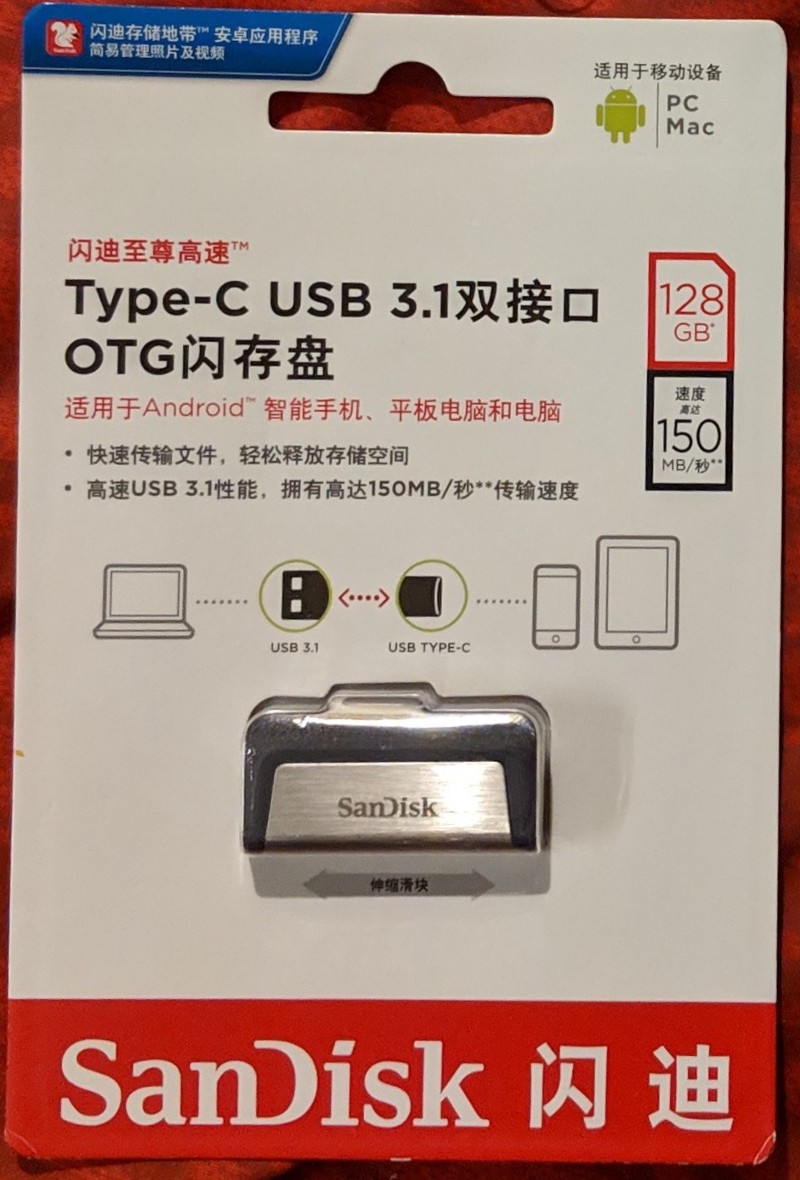 闪迪存储地带™ 安卓应用程序
简易管理照片及视频
SanDisk
适用于移动设备
PC
Mac
闪迪至尊高速™
Type-C USB 3.1双接口
OTG闪存盘
适用于Android™ 智能手机、平板电脑和电脑
• 快速传输文件，轻松释放存储空间
• 高速USB 3.1性能，拥有高达150MB/秒**传输速度
128
GB*
速度
高达
150
MB/秒**
USB 3.1
USB TYPE-C
SanDisk
伸缩滑块
SanDisk 闪迪